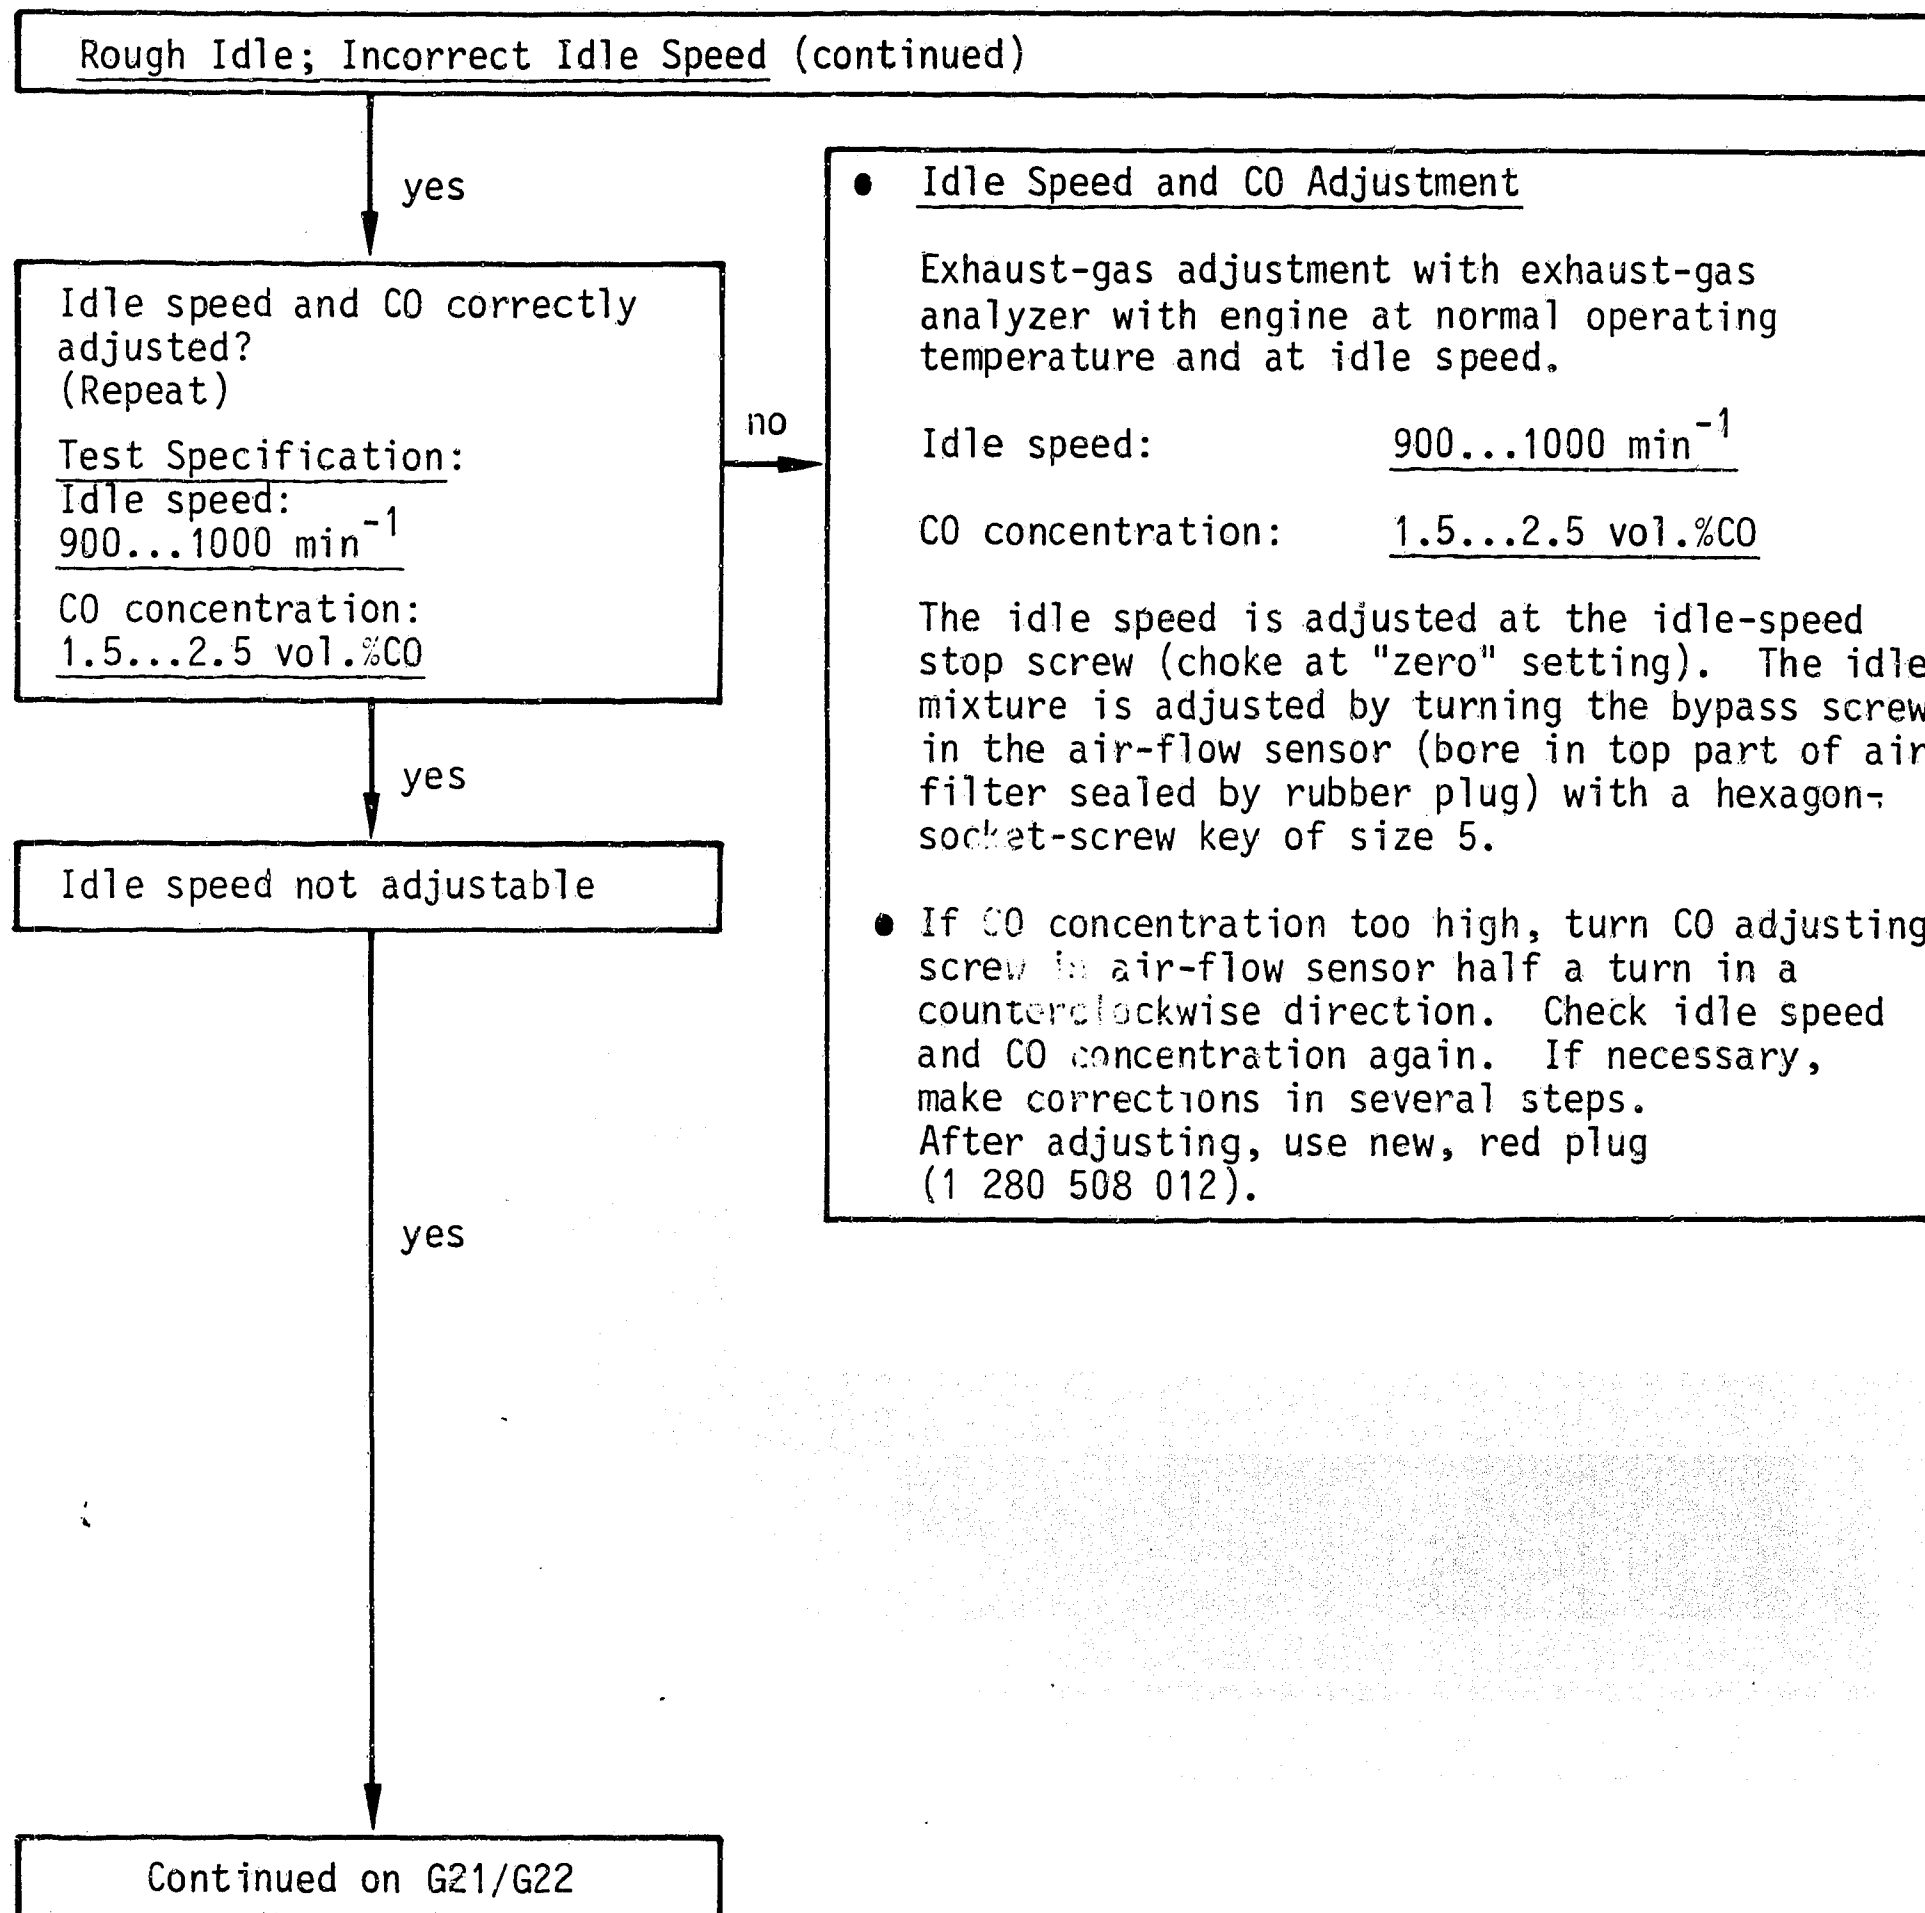 Rough Idle; Incorrect Idle Speed (continued)
yes
Idle speed and CO correctly
adjusted?
(Repeat)
Test Specification:
Idle speed:
900...1000 min⁻¹
CO concentration:
1.5...2.5 vol.%CO
no
● Idle Speed and CO Adjustment
Exhaust-gas adjustment with exhaust-gas
analyzer with engine at normal operating
temperature and at idle speed.
Idle speed: 900...1000 min⁻¹
CO concentration: 1.5...2.5 vol.%CO
The idle speed is adjusted at the idle-speed
stop screw (choke at "zero" setting). The idle
mixture is adjusted by turning the bypass screw
in the air-flow sensor (bore in top part of air
filter sealed by rubber plug) with a hexagon-
socket-screw key of size 5.
● If CO concentration too high, turn CO adjusting
screw in air-flow sensor half a turn in a
counterclockwise direction. Check idle speed
and CO concentration again. If necessary,
make corrections in several steps.
After adjusting, use new, red plug
(1 280 508 012).
yes
Idle speed not adjustable
yes
Continued on G21/G22